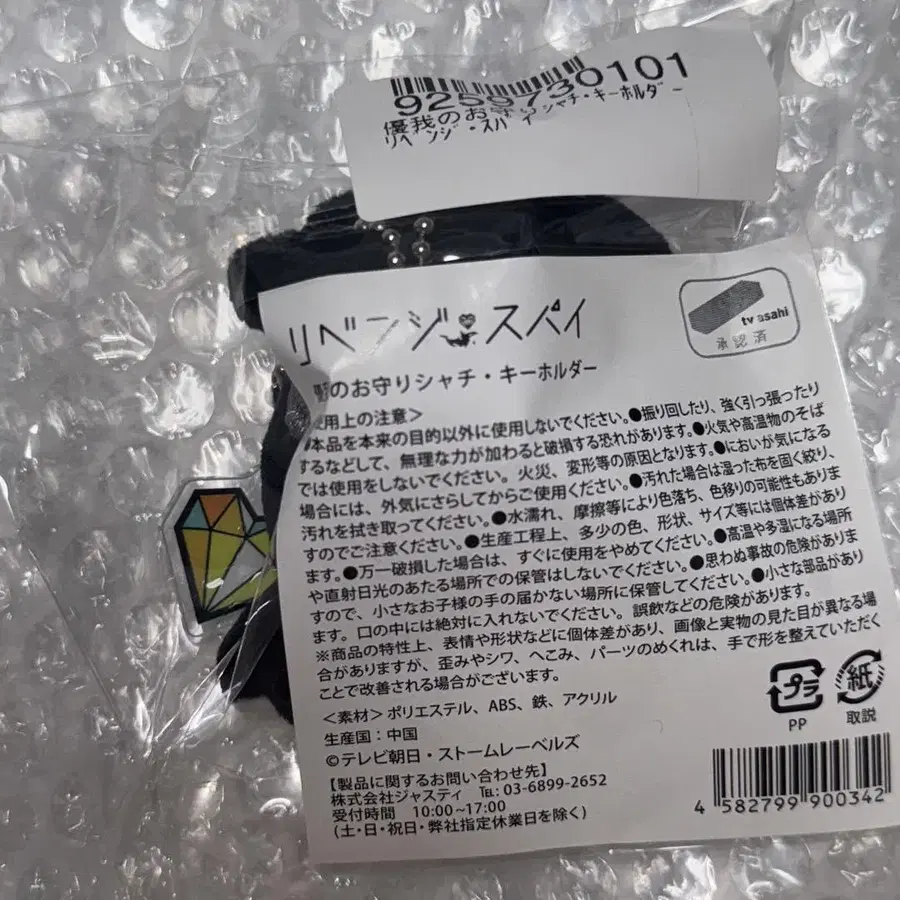 9259730101
優我のお守りシャチ・キーホルダー
リベンジ・スパイ
リベンジ・スパイ
tv asahi
承認済
のお守りシャチ・キーホルダー
用上の注意＞
本品を本来の目的以外に使用しないでください。●振り回したり、強く引っ張ったり
するなどして、無理な力が加わると破損する恐れがあります。●火気や高温物のそば
では使用をしないでください。火災、変形等の原因となります。●においが気になる
場合には、外気にさらしてからご使用ください。●汚れた場合は湿った布を固く絞り、
汚れを拭き取ってください。●水濡れ、摩擦等により色落ち、色移りの可能性もありま
すのでご注意ください。●生産工程上、多少の色、形状、サイズ等には個体差があり
ます。●万一破損した場合は、すぐに使用をやめてください。●高温や多湿になる場所
や直射日光のあたる場所での保管はしないでください。●思わぬ事故の危険がありま
すので、小さなお子様の手の届かない場所に保管してください。●小さな部品があり
ます。口の中には絶対に入れないでください。誤飲などの危険があります。
※商品の特性上、表情や形状などに個体差があり、画像と実物の見た目が異なる場
合がありますが、歪みやシワ、へこみ、パーツのめくれは、手で形を整えていただく
ことで改善される場合がございます。
＜素材＞ポリエステル、ABS、鉄、アクリル
生産国：中国
©テレビ朝日・ストームレーベルズ
プラ
PP
紙
取説
【製品に関するお問い合わせ先】
株式会社ジャスティ TEL: 03-6899-2652
受付時間 10:00~17:00
(土・日・祝日・弊社指定休業日を除く)
4 582799 900342